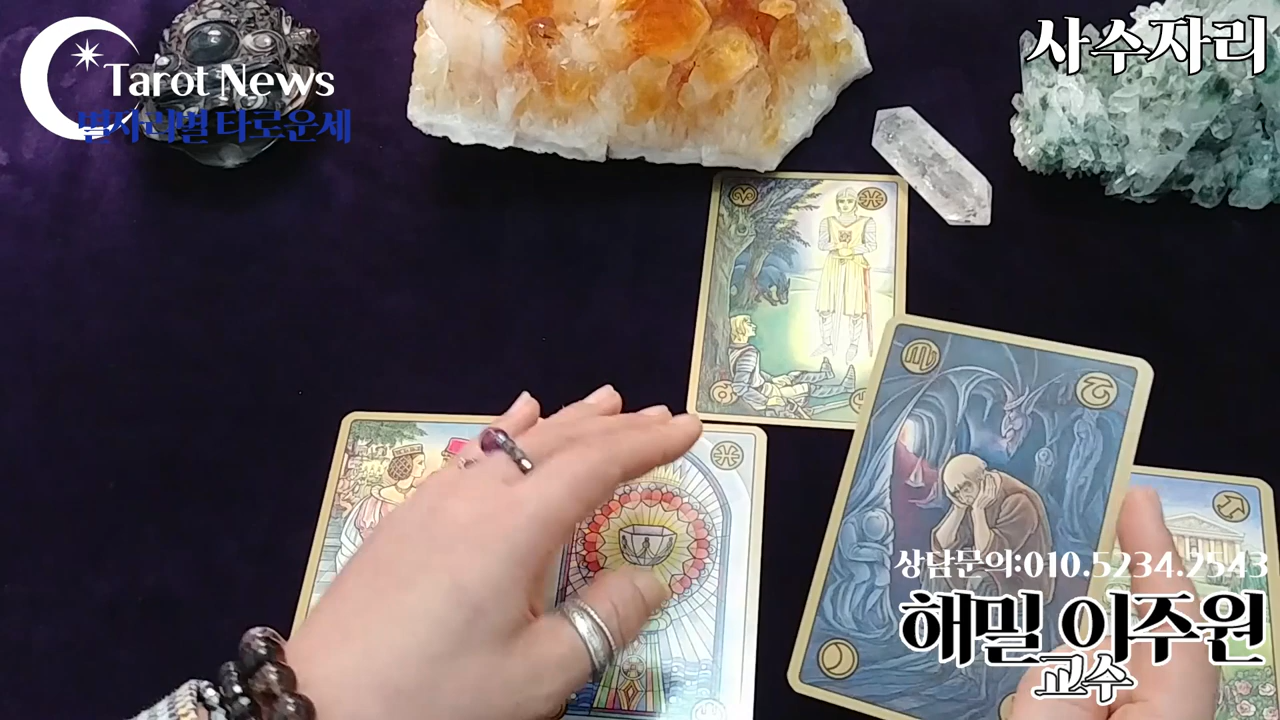 Tarot News
별자리별 타로운세
사수자리
상담문의:010.5234.2543
해밀 이주원
교수